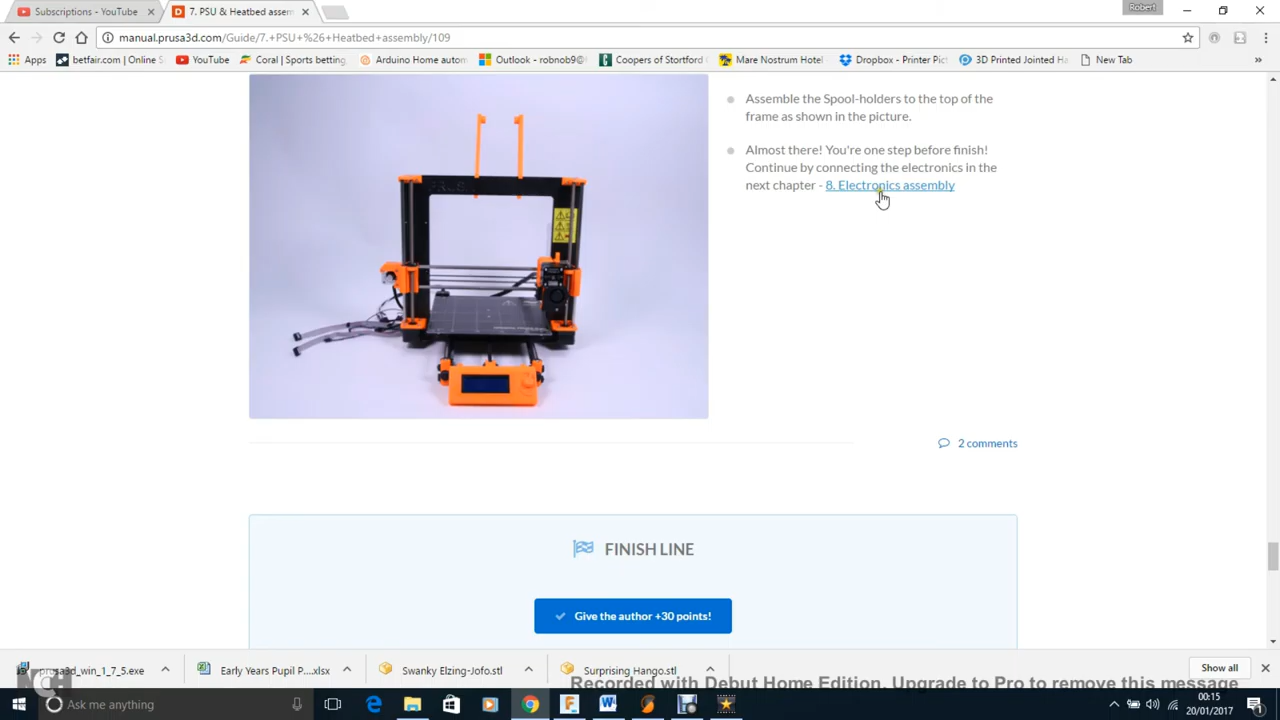 Robert
Subscriptions - YouTube
7. PSU & Heatbed assem
manual.prusa3d.com/Guide/7.+PSU+%26+Heatbed+assembly/109
Apps betfair.com | Online S YouTube Coral | Sports betting Arduino Home autom Outlook - robnob9@ Coopers of Stortford Mare Nostrum Hotel Dropbox - Printer Pict 3D Printed Jointed Ha New Tab »
Assemble the Spool-holders to the top of the
frame as shown in the picture.
Almost there! You're one step before finish!
Continue by connecting the electronics in the
next chapter - 8. Electronics assembly
2 comments
FINISH LINE
Give the author +30 points!
prusa3d_win_1_7_5.exe
Early Years Pupil P....xlsx
Swanky Elzing-Jofo.stl
Surprising Hango.stl
Show all
Recorded with Debut Home Edition. Upgrade to Pro to remove this message
Ask me anything
00:15
20/01/2017